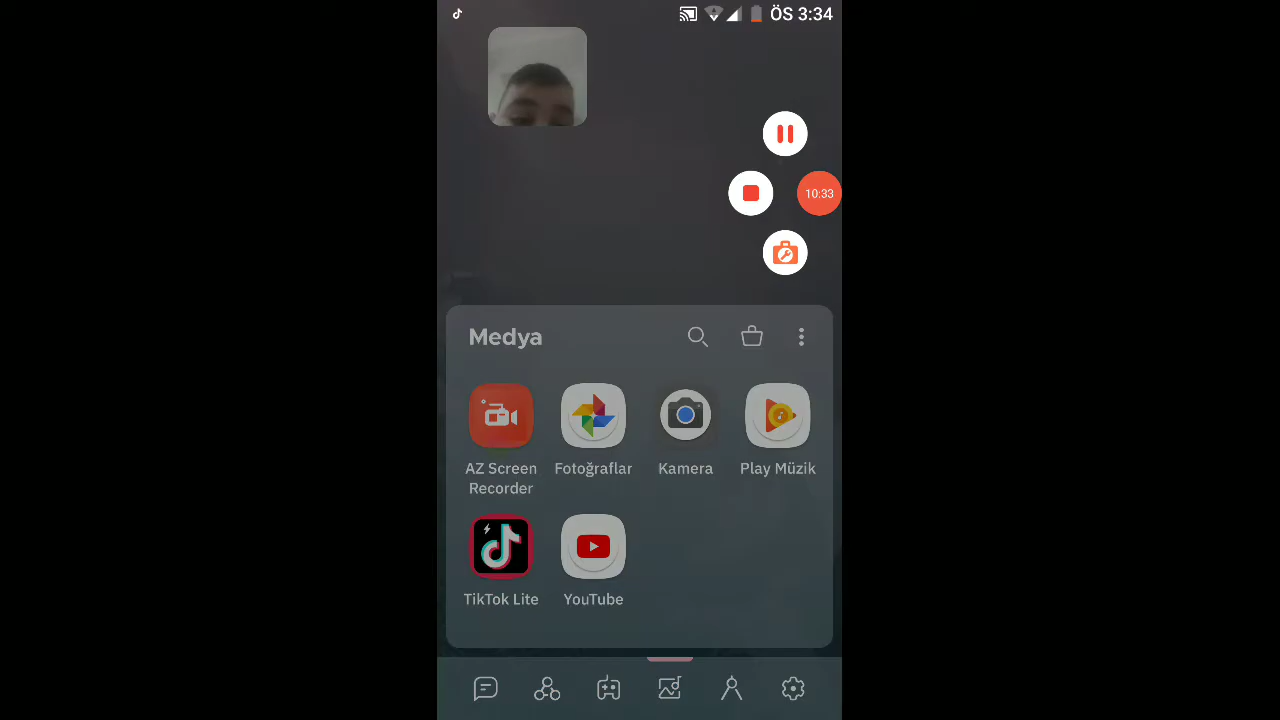 ÖS 3:34
10:33
Medya
AZ Screen
Recorder
Fotoğraflar
Kamera
Play Müzik
TikTok Lite
YouTube